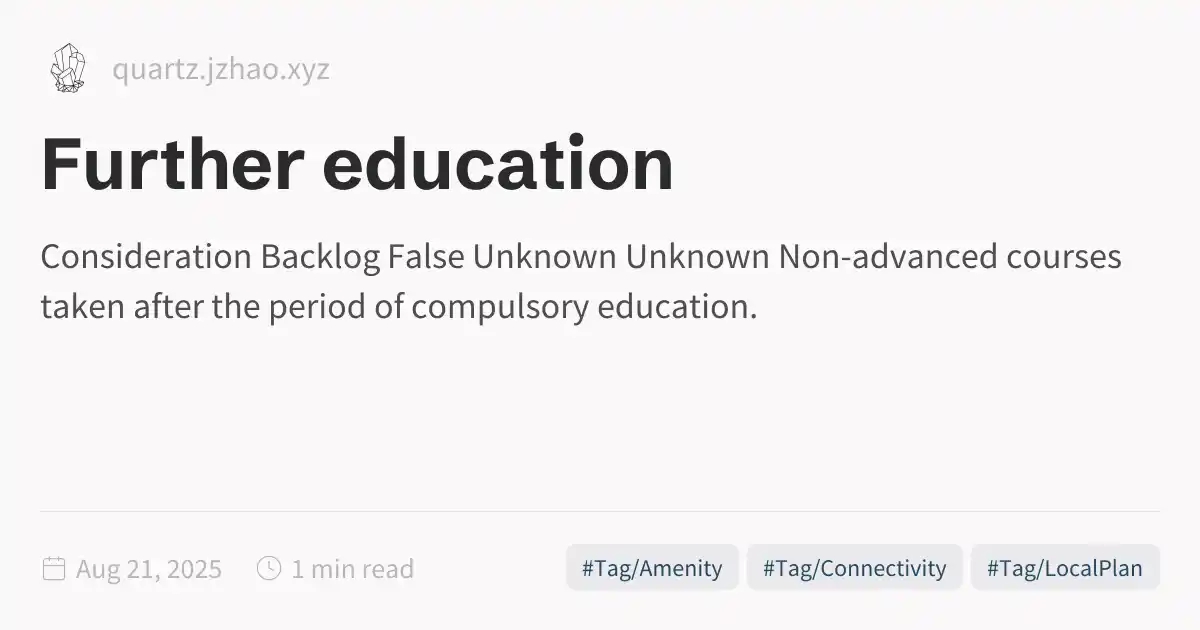 quartz.jzhao.xyz
Further education
Consideration Backlog False Unknown Unknown Non-advanced courses
taken after the period of compulsory education.
Aug 21, 2025 1 min read #Tag/Amenity #Tag/Connectivity #Tag/LocalPlan